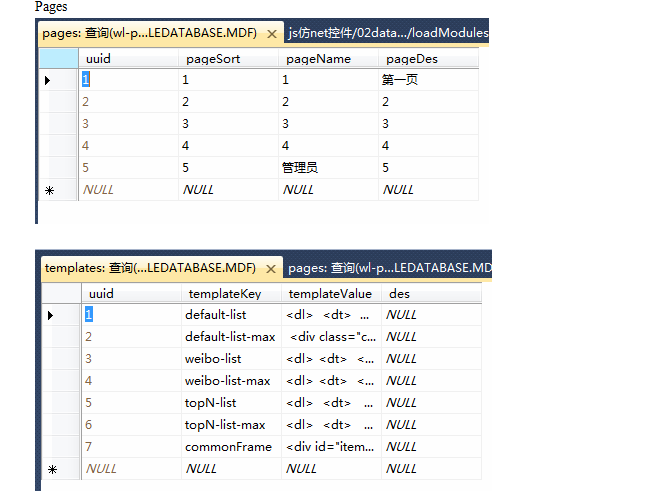 Pages
pages: 查询(wl-p...LEDATABASE.MDF) × js仿net控件/02data.../loadModules
uuid pageSort pageName pageDes
1 1 1 第一页
2 2 2 2
3 3 3 3
4 4 4 4
5 5 管理员 5
NULL NULL NULL NULL
templates: 查询(...LEDATABASE.MDF) × pages: 查询(wl-p...LEDATABASE.MD
uuid templateKey templateValue des
1 default-list <dl> <dt> ... NULL
2 default-list-max <div class="c... NULL
3 weibo-list <dl> <dt> <... NULL
4 weibo-list-max <dl> <dt> <... NULL
5 topN-list <dl> <dt> ... NULL
6 topN-list-max <dl> <dt> ... NULL
7 commonFrame <div id="item... NULL
NULL NULL NULL NULL